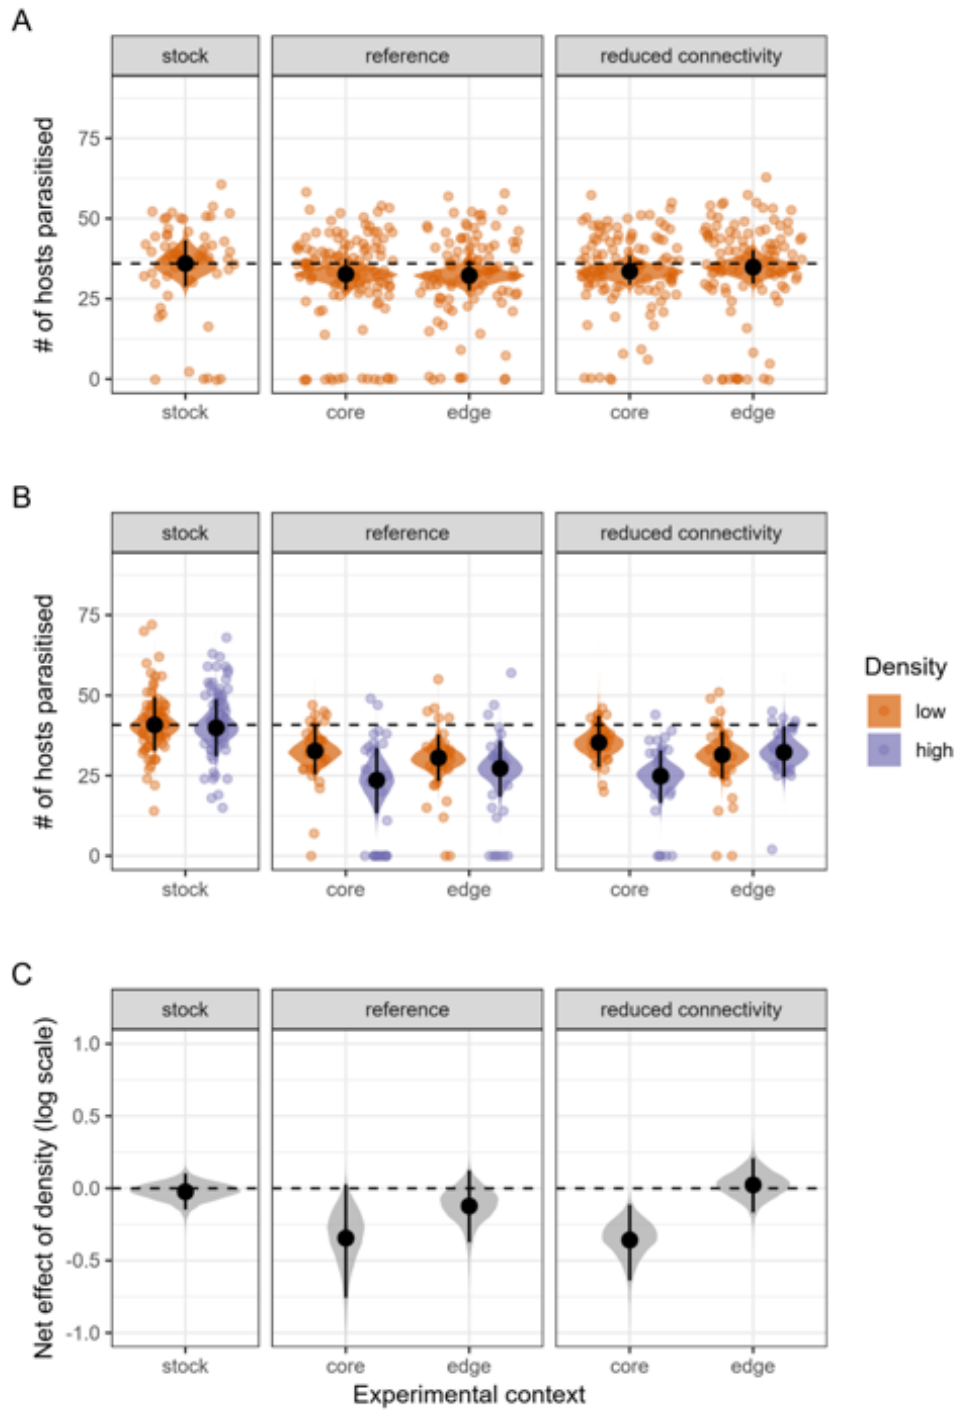 A
stock
reference
reduced connectivity
# of hosts parasitised
75
50
25
0
stock
core
edge
core
edge
B
stock
reference
reduced connectivity
# of hosts parasitised
75
50
25
0
stock
core
edge
core
edge
Density
low
high
C
stock
reference
reduced connectivity
Net effect of density (log scale)
1.0
0.5
0.0
-0.5
-1.0
stock
core
edge
core
edge
Experimental context